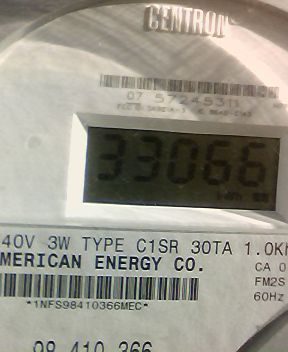 CENTRON
07 57245311
33066
40V 3W TYPE C1SR 30TA 1.0K
MERICAN ENERGY CO.
CA 0
FM2S
60Hz
*1NFS98410366MEC*
98 410 366